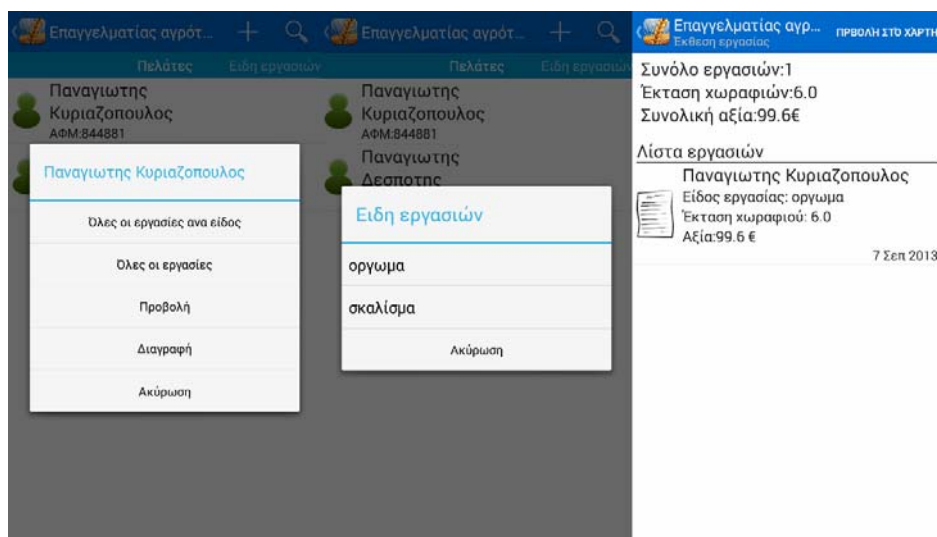 Επαγγελματίας αγρότ...
Πελάτες Ειδη εργασιών
Παναγιωτης
Κυριαζοπουλος
ΑΦΜ:844881
Παναγιωτης Κυριαζοπουλος
Όλες οι εργασίες ανα είδος
Όλες οι εργασίες
Προβολή
Διαγραφή
Ακύρωση
Επαγγελματίας αγρότ...
Πελάτες Ειδη εργασιών
Παναγιωτης
Κυριαζοπουλος
ΑΦΜ:844881
Παναγιωτης
Δεσποτης
Ειδη εργασιών
οργωμα
σκαλίσμα
Ακύρωση
Επαγγελματίας αγρ...
Έκθεση εργασίας
ΠΡΒΟΛΉ ΣΤΟ ΧΆΡΤΗ
Συνόλο εργασιών:1
Έκταση χωραφιών:6.0
Συνολική αξία:99.6€
Λίστα εργασιών
Παναγιωτης Κυριαζοπουλος
Είδος εργασίας: οργωμα
Έκταση χωραφιού: 6.0
Αξία:99.6 €
7 Σεπ 2013